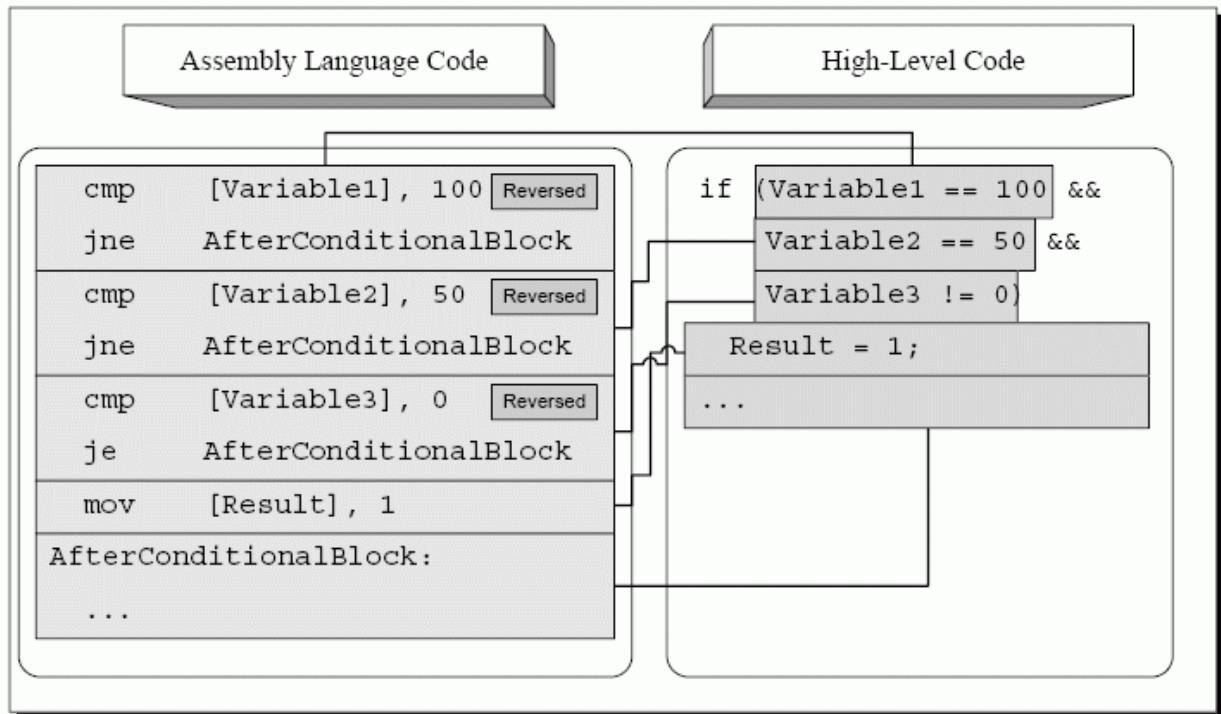 Assembly Language Code
High-Level Code
cmp [Variable1], 100 Reversed
jne AfterConditionalBlock
cmp [Variable2], 50 Reversed
jne AfterConditionalBlock
cmp [Variable3], 0 Reversed
je AfterConditionalBlock
mov [Result], 1
AfterConditionalBlock:
...
if (Variable1 == 100 &&
Variable2 == 50 &&
Variable3 != 0)
Result = 1;
...